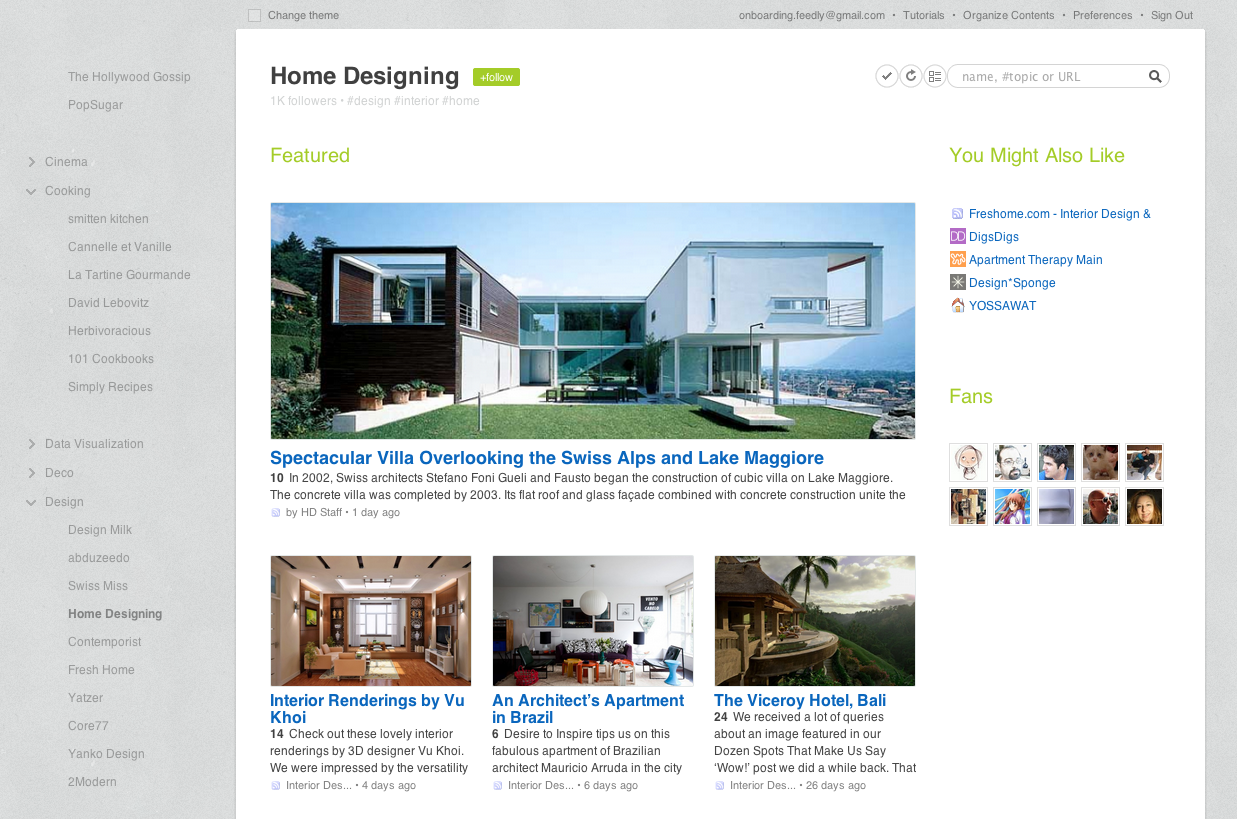 Change theme
onboarding.feedly@gmail.com • Tutorials • Organize Contents • Preferences • Sign Out
The Hollywood Gossip
PopSugar
Cinema
Cooking
smitten kitchen
Cannelle et Vanille
La Tartine Gourmande
David Lebovitz
Herbivoracious
101 Cookbooks
Simply Recipes
Data Visualization
Deco
Design
Design Milk
abduzeedo
Swiss Miss
Home Designing
Contemporist
Fresh Home
Yatzer
Core77
Yanko Design
2Modern
Home Designing +follow
1K followers • #design #interior #home
name, #topic or URL
Featured
Spectacular Villa Overlooking the Swiss Alps and Lake Maggiore
10 In 2002, Swiss architects Stefano Foni Gueli and Fausto began the construction of cubic villa on Lake Maggiore.
The concrete villa was completed by 2003. Its flat roof and glass façade combined with concrete construction unite the
by HD Staff • 1 day ago
Interior Renderings by Vu
Khoi
14 Check out these lovely interior
renderings by 3D designer Vu Khoi.
We were impressed by the versatility
Interior Des... • 4 days ago
An Architect’s Apartment
in Brazil
6 Desire to Inspire tips us on this
fabulous apartment of Brazilian
architect Mauricio Arruda in the city
Interior Des... • 6 days ago
The Viceroy Hotel, Bali
24 We received a lot of queries
about an image featured in our
Dozen Spots That Make Us Say
‘Wow!’ post we did a while back. That
Interior Des... • 26 days ago
You Might Also Like
Freshome.com - Interior Design &
DigsDigs
Apartment Therapy Main
Design*Sponge
YOSSAWAT
Fans